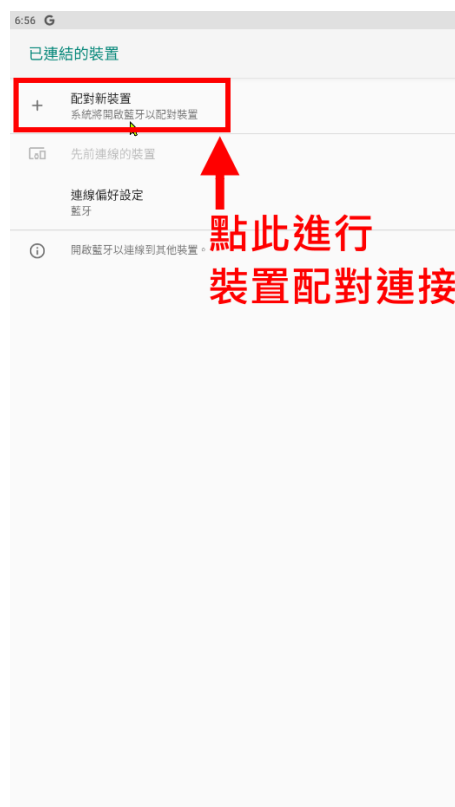 6:56 G
已連結的裝置
配對新裝置
系統將開啟藍牙以配對裝置
先前連線的裝置
連線偏好設定
藍牙
開啟藍牙以連線到其他裝置。
點此進行
裝置配對連接